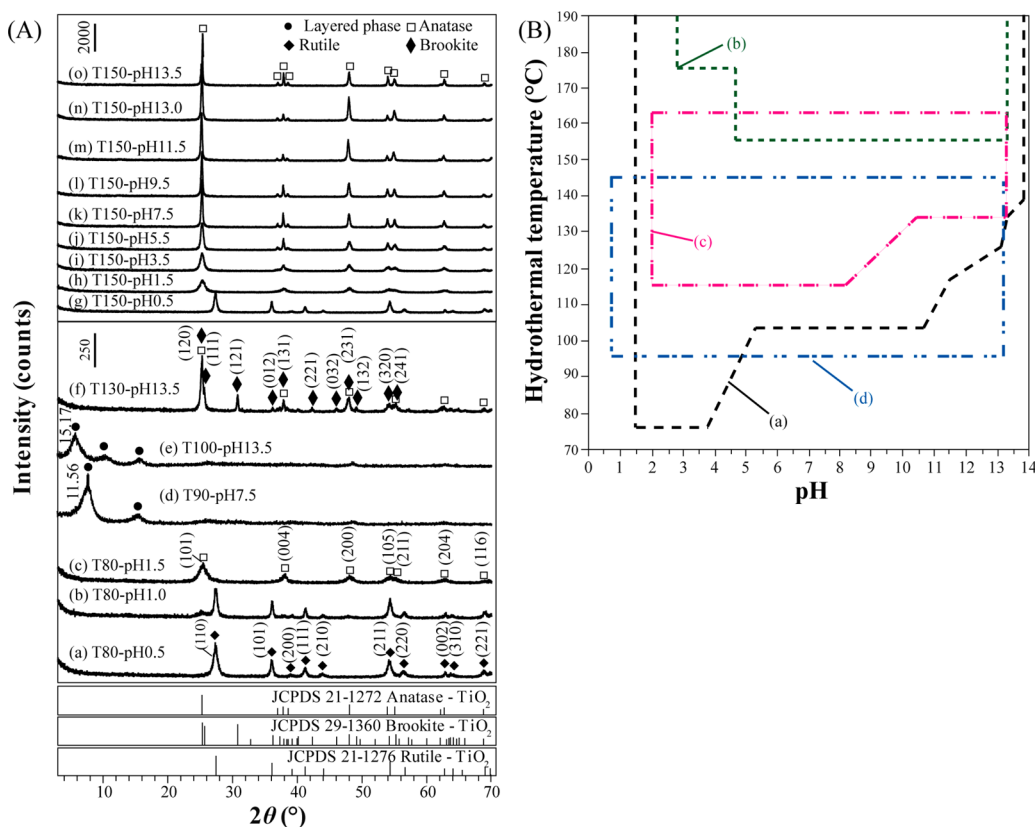 (A)
2000
● Layered phase □ Anatase
◆ Rutile ♦ Brookite
(o) T150-pH13.5
(n) T150-pH13.0
(m) T150-pH11.5
(l) T150-pH9.5
(k) T150-pH7.5
(j) T150-pH5.5
(i) T150-pH3.5
(h) T150-pH1.5
(g) T150-pH0.5
250
(120)
(111)
(121)
(012)
(131)
(221)
(032)
(231)
(132)
(320)
(241)
(f) T130-pH13.5
15.17
(e) T100-pH13.5
11.56
(d) T90-pH7.5
(101)
(004)
(200)
(105)
(211)
(204)
(116)
(c) T80-pH1.5
(b) T80-pH1.0
(110)
(101)
(200)
(111)
(210)
(211)
(220)
(002)
(310)
(221)
(a) T80-pH0.5
JCPDS 21-1272 Anatase - TiO₂
JCPDS 29-1360 Brookite - TiO₂
JCPDS 21-1276 Rutile - TiO₂
10 20 30 40 50 60 70
2θ (°)
Intensity (counts)
(B)
190
180
170
160
150
140
130
120
110
100
90
80
70
Hydrothermal temperature (°C)
(b)
(c)
(d)
(a)
0 1 2 3 4 5 6 7 8 9 10 11 12 13 14
pH